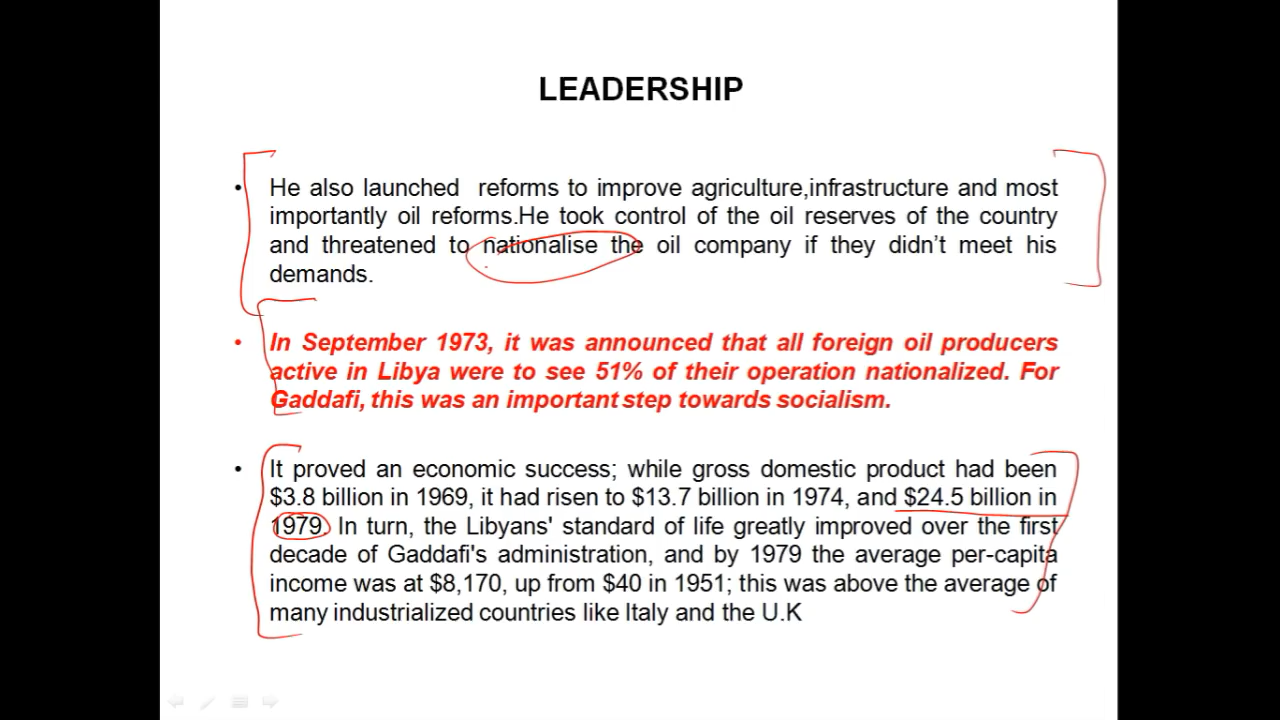 LEADERSHIP
• He also launched reforms to improve agriculture,infrastructure and most
importantly oil reforms.He took control of the oil reserves of the country
and threatened to nationalise the oil company if they didn't meet his
demands.
• In September 1973, it was announced that all foreign oil producers
active in Libya were to see 51% of their operation nationalized. For
Gaddafi, this was an important step towards socialism.
• It proved an economic success; while gross domestic product had been
$3.8 billion in 1969, it had risen to $13.7 billion in 1974, and $24.5 billion in
1979. In turn, the Libyans' standard of life greatly improved over the first
decade of Gaddafi's administration, and by 1979 the average per-capita
income was at $8,170, up from $40 in 1951; this was above the average of
many industrialized countries like Italy and the U.K